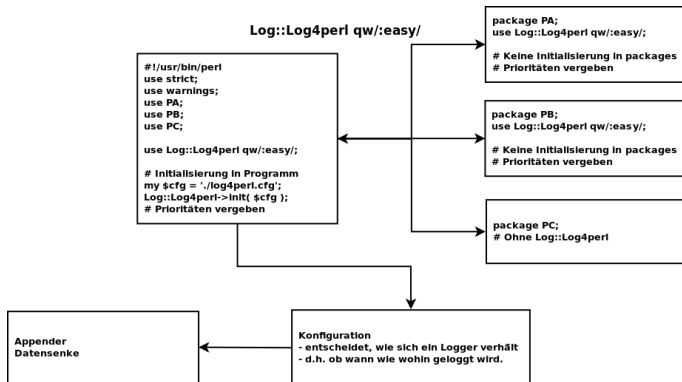 Log::Log4perl qw/:easy/
#!/usr/bin/perl
use strict;
use warnings;
use PA;
use PB;
use PC;
use Log::Log4perl qw/:easy/;
# Initialisierung in Programm
my $cfg = './log4perl.cfg';
Log::Log4perl->init( $cfg );
# Prioritäten vergeben
package PA;
use Log::Log4perl qw/:easy/;
# Keine Initialisierung in packages
# Prioritäten vergeben
package PB;
use Log::Log4perl qw/:easy/;
# Keine Initialisierung in packages
# Prioritäten vergeben
package PC;
# Ohne Log::Log4perl
Appender
Datensenke
Konfiguration
- entscheidet, wie sich ein Logger verhält
- d.h. ob wann wie wohin geloggt wird.